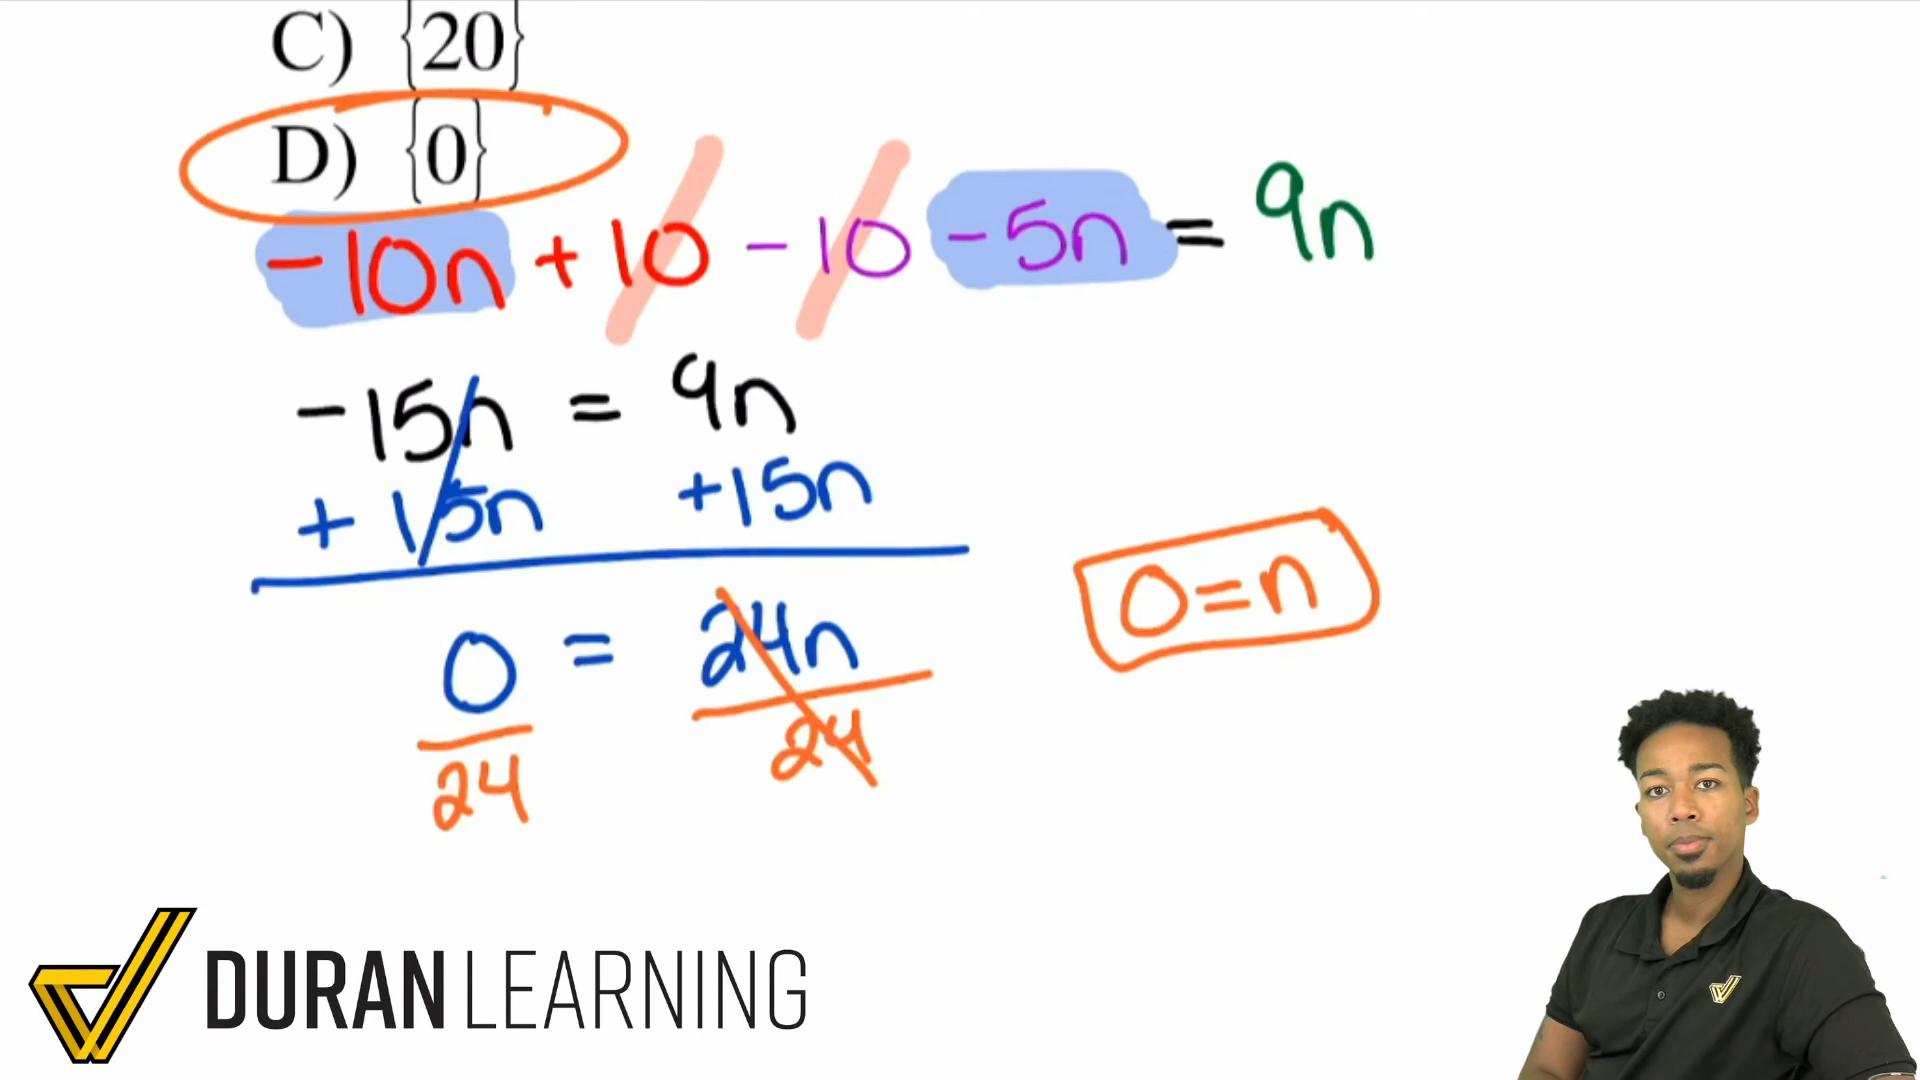 C) {20}
D) {0}
-10n + 10 - 10 - 5n = 9n
-15n = 9n
+ 15n +15n
0 = 24n
24 24
0=n
DURAN LEARNING